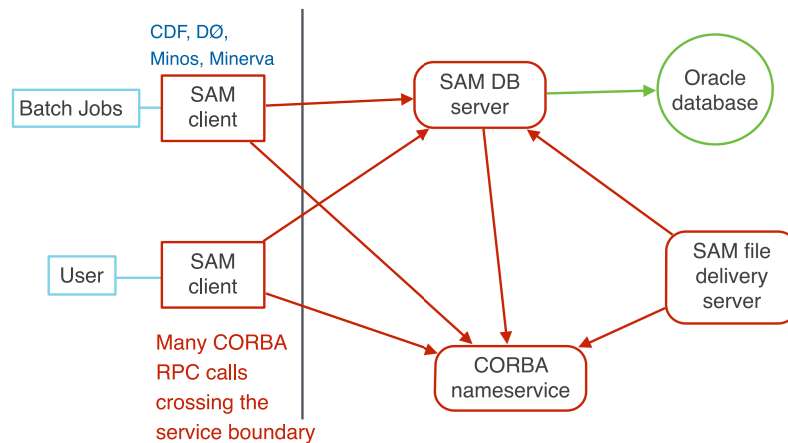 CDF, DØ,
Minos, Minerva
Batch Jobs
SAM
client
SAM DB
server
Oracle
database
User
SAM
client
SAM file
delivery
server
Many CORBA
RPC calls
crossing the
service boundary
CORBA
nameservice